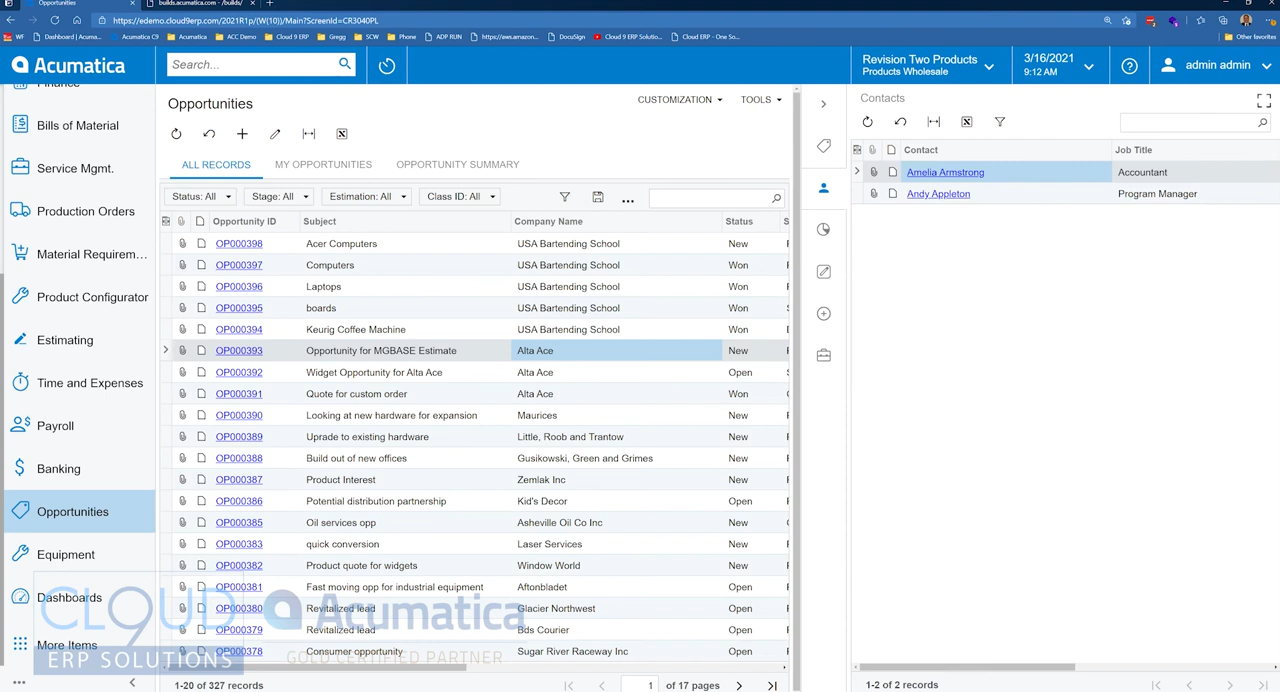 Opportunities
builds.acumatica.com - /builds/
https://edemo.cloud9erp.com/2021R1p/(W(10))/Main?ScreenId=CR3040PL
WF Dashboard | Acuma... Acumatica C9 Acumatica ACC Demo Cloud 9 ERP Gregg SCW Phone ADP RUN https://aws.amazon... DocuSign Cloud 9 ERP Solutio... Cloud ERP - One So... Other favorites
Acumatica
Search...
Revision Two Products
Products Wholesale
3/16/2021
9:12 AM
admin admin
Finance
Bills of Material
Service Mgmt.
Production Orders
Material Requirem...
Product Configurator
Estimating
Time and Expenses
Payroll
Banking
Opportunities
Equipment
Dashboards
More Items
Opportunities
CUSTOMIZATION TOOLS
ALL RECORDS MY OPPORTUNITIES OPPORTUNITY SUMMARY
Status: All Stage: All Estimation: All Class ID: All
Opportunity ID Subject Company Name Status S
OP000398 Acer Computers USA Bartending School New
OP000397 Computers USA Bartending School Won
OP000396 Laptops USA Bartending School Won
OP000395 boards USA Bartending School Won
OP000394 Keurig Coffee Machine USA Bartending School Won
OP000393 Opportunity for MGBASE Estimate Alta Ace New
OP000392 Widget Opportunity for Alta Ace Alta Ace Open
OP000391 Quote for custom order Alta Ace Won
OP000390 Looking at new hardware for expansion Maurices New
OP000389 Uprade to existing hardware Little, Roob and Trantow New
OP000388 Build out of new offices Gusikowski, Green and Grimes New
OP000387 Product Interest Zemlak Inc New
OP000386 Potential distribution partnership Kid's Decor Open
OP000385 Oil services opp Asheville Oil Co Inc New
OP000383 quick conversion Laser Services New
OP000382 Product quote for widgets Window World New
OP000381 Fast moving opp for industrial equipment Aftonbladet Open
OP000380 Revitalized lead Glacier Northwest Open
OP000379 Revitalized lead Bds Courier Open
OP000378 Consumer opportunity Sugar River Raceway Inc Open
1-20 of 327 records
1 of 17 pages
Contacts
Contact Job Title
Amelia Armstrong Accountant
Andy Appleton Program Manager
1-2 of 2 records
CLOUD 9
ERP SOLUTIONS
Acumatica
GOLD CERTIFIED PARTNER